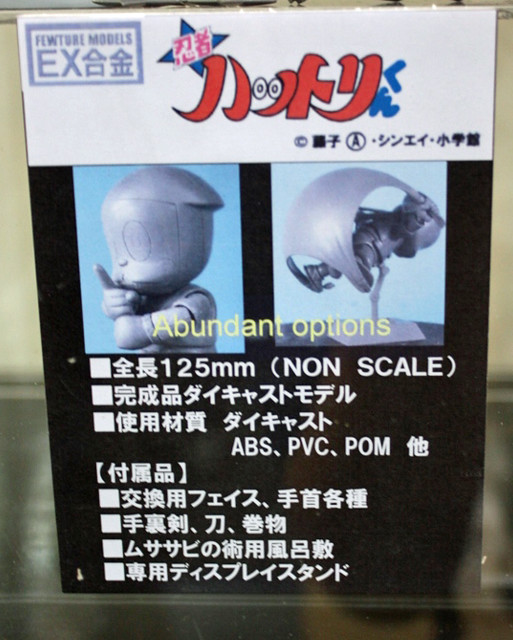 FEWTURE MODELS
EX合金
忍者
ハットリくん
© 藤子 Ⓐ ・シンエイ・小学館
Abundant options
■全長125mm（NON SCALE）
■完成品ダイキャストモデル
■使用材質 ダイキャスト
ABS、PVC、POM 他
【付属品】
■交換用フェイス、手首各種
■手裏剣、刀、巻物
■ムササビの術用風呂敷
■専用ディスプレイスタンド